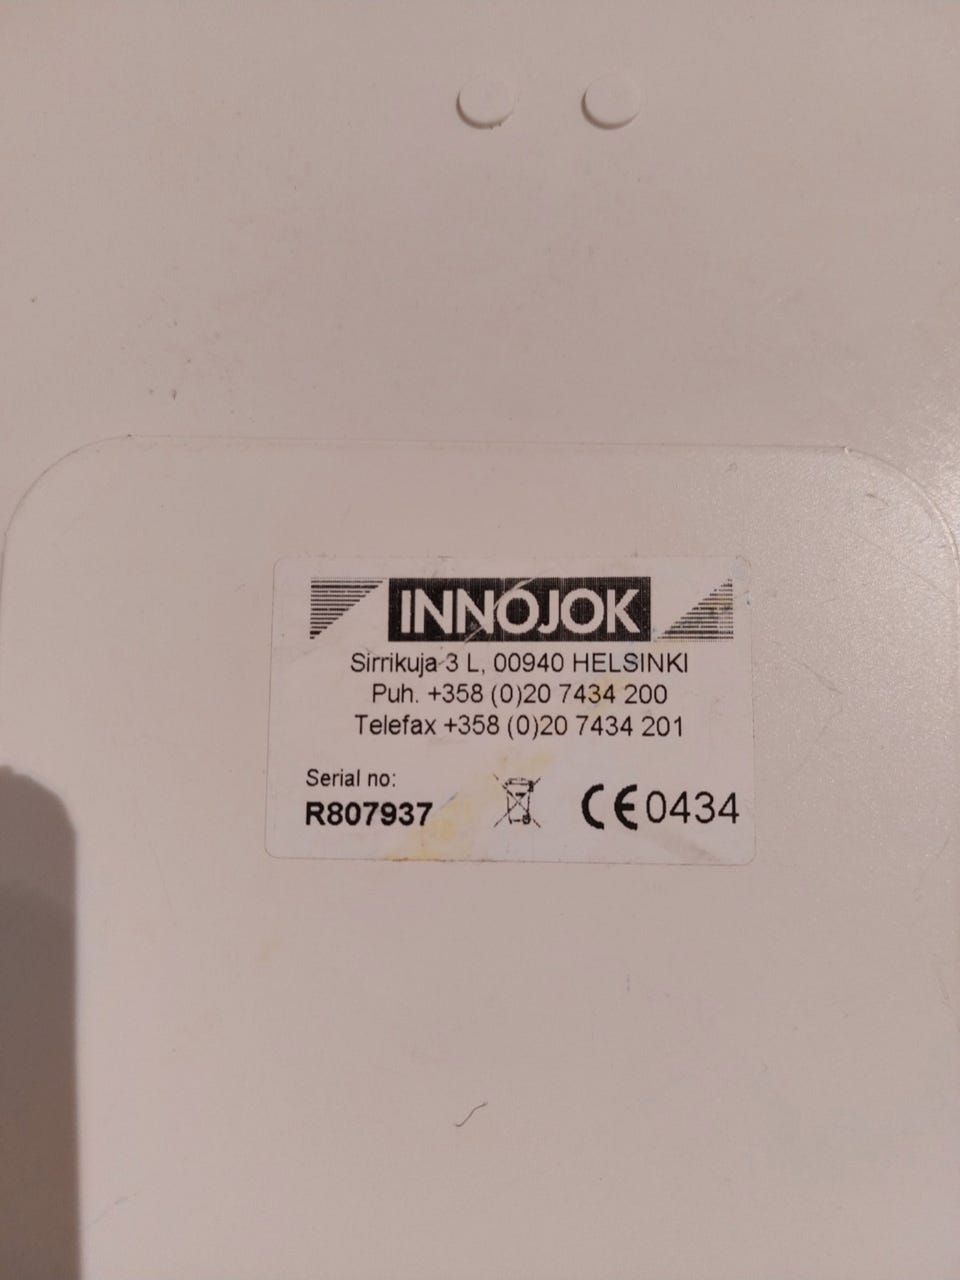 INNOJOK
Sirrikuja 3 L, 00940 HELSINKI
Puh. +358 (0)20 7434 200
Telefax +358 (0)20 7434 201
Serial no:
R807937
CE0434